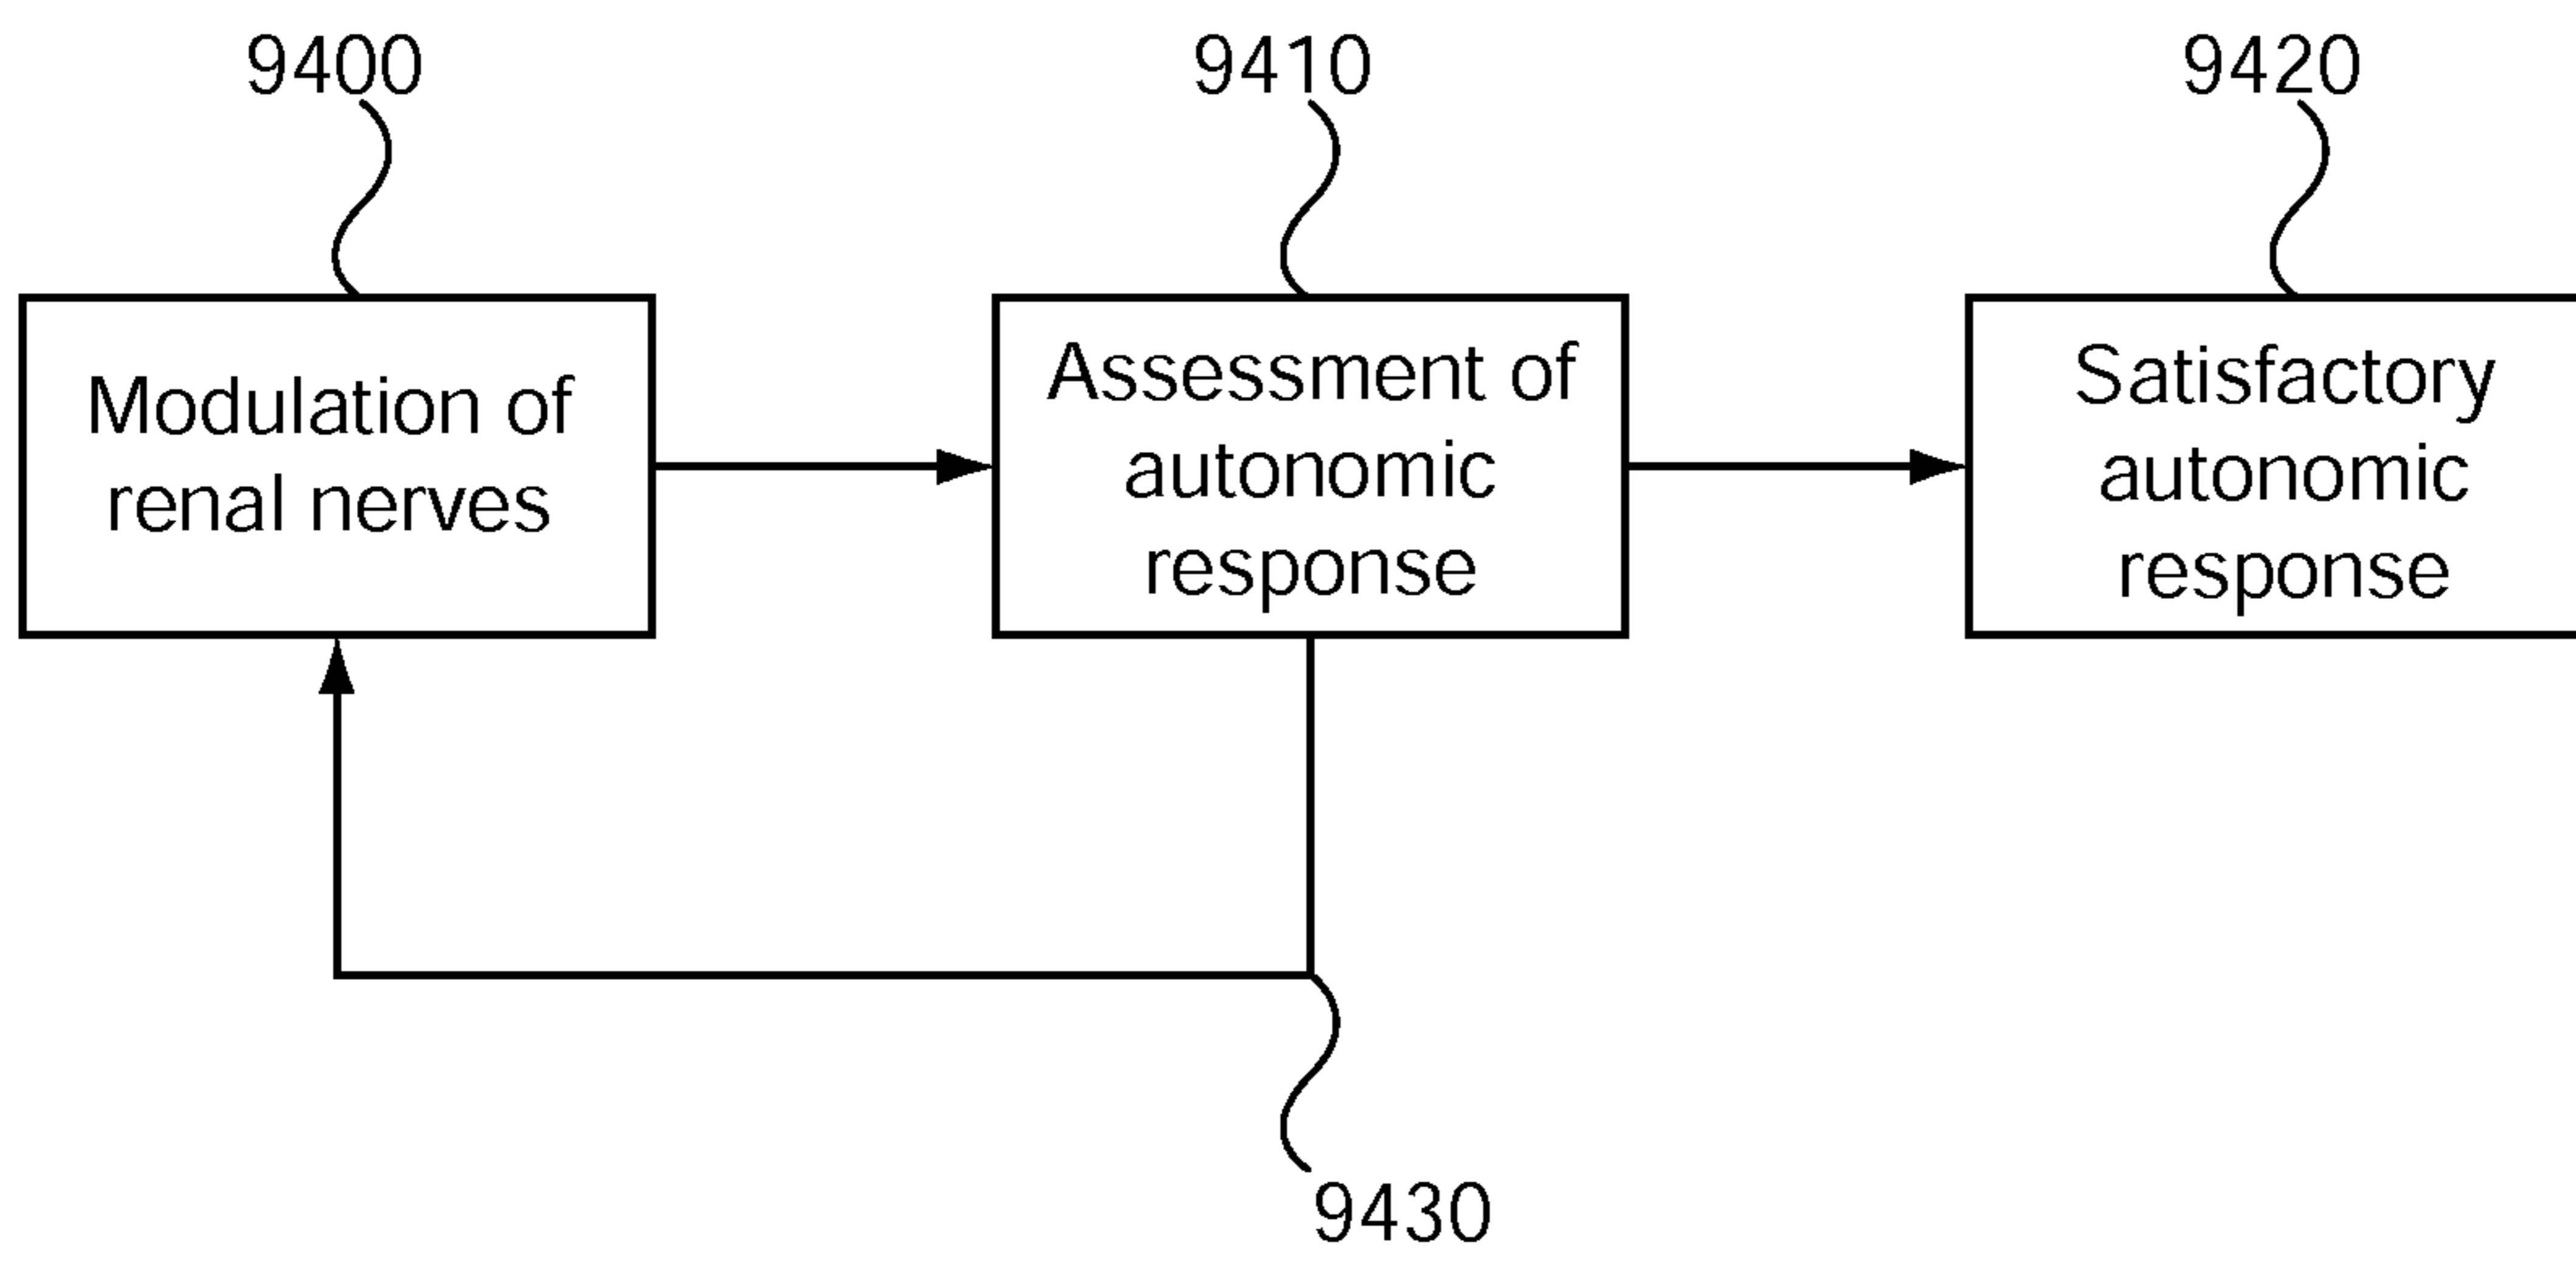 9400
9410
9420
Modulation of
renal nerves
Assessment of
autonomic
response
Satisfactory
autonomic
response
9430